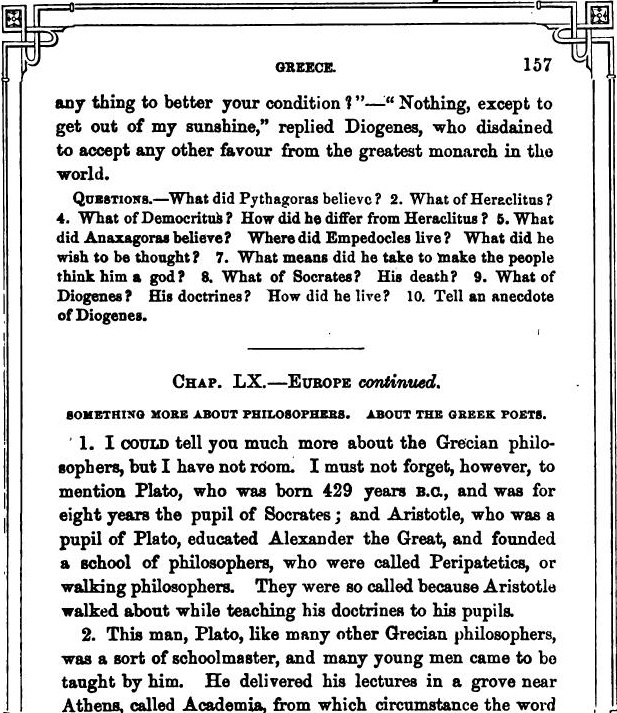 GREECE. 157
any thing to better your condition?"—"Nothing, except to
get out of my sunshine," replied Diogenes, who disdained
to accept any other favour from the greatest monarch in the
world.
QUESTIONS.—What did Pythagoras believe? 2. What of Heraclitus?
4. What of Democritus? How did he differ from Heraclitus? 5. What
did Anaxagoras believe? Where did Empedocles live? What did he
wish to be thought? 7. What means did he take to make the people
think him a god? 8. What of Socrates? His death? 9. What of
Diogenes? His doctrines? How did he live? 10. Tell an anecdote
of Diogenes.
CHAP. LX.—EUROPE continued.
SOMETHING MORE ABOUT PHILOSOPHERS. ABOUT THE GREEK POETS.
1. I COULD tell you much more about the Grecian philo-
sophers, but I have not room. I must not forget, however, to
mention Plato, who was born 429 years B.C., and was for
eight years the pupil of Socrates; and Aristotle, who was a
pupil of Plato, educated Alexander the Great, and founded
a school of philosophers, who were called Peripatetics, or
walking philosophers. They were so called because Aristotle
walked about while teaching his doctrines to his pupils.
2. This man, Plato, like many other Grecian philosophers,
was a sort of schoolmaster, and many young men came to be
taught by him. He delivered his lectures in a grove near
Athens, called Academia, from which circumstance the word